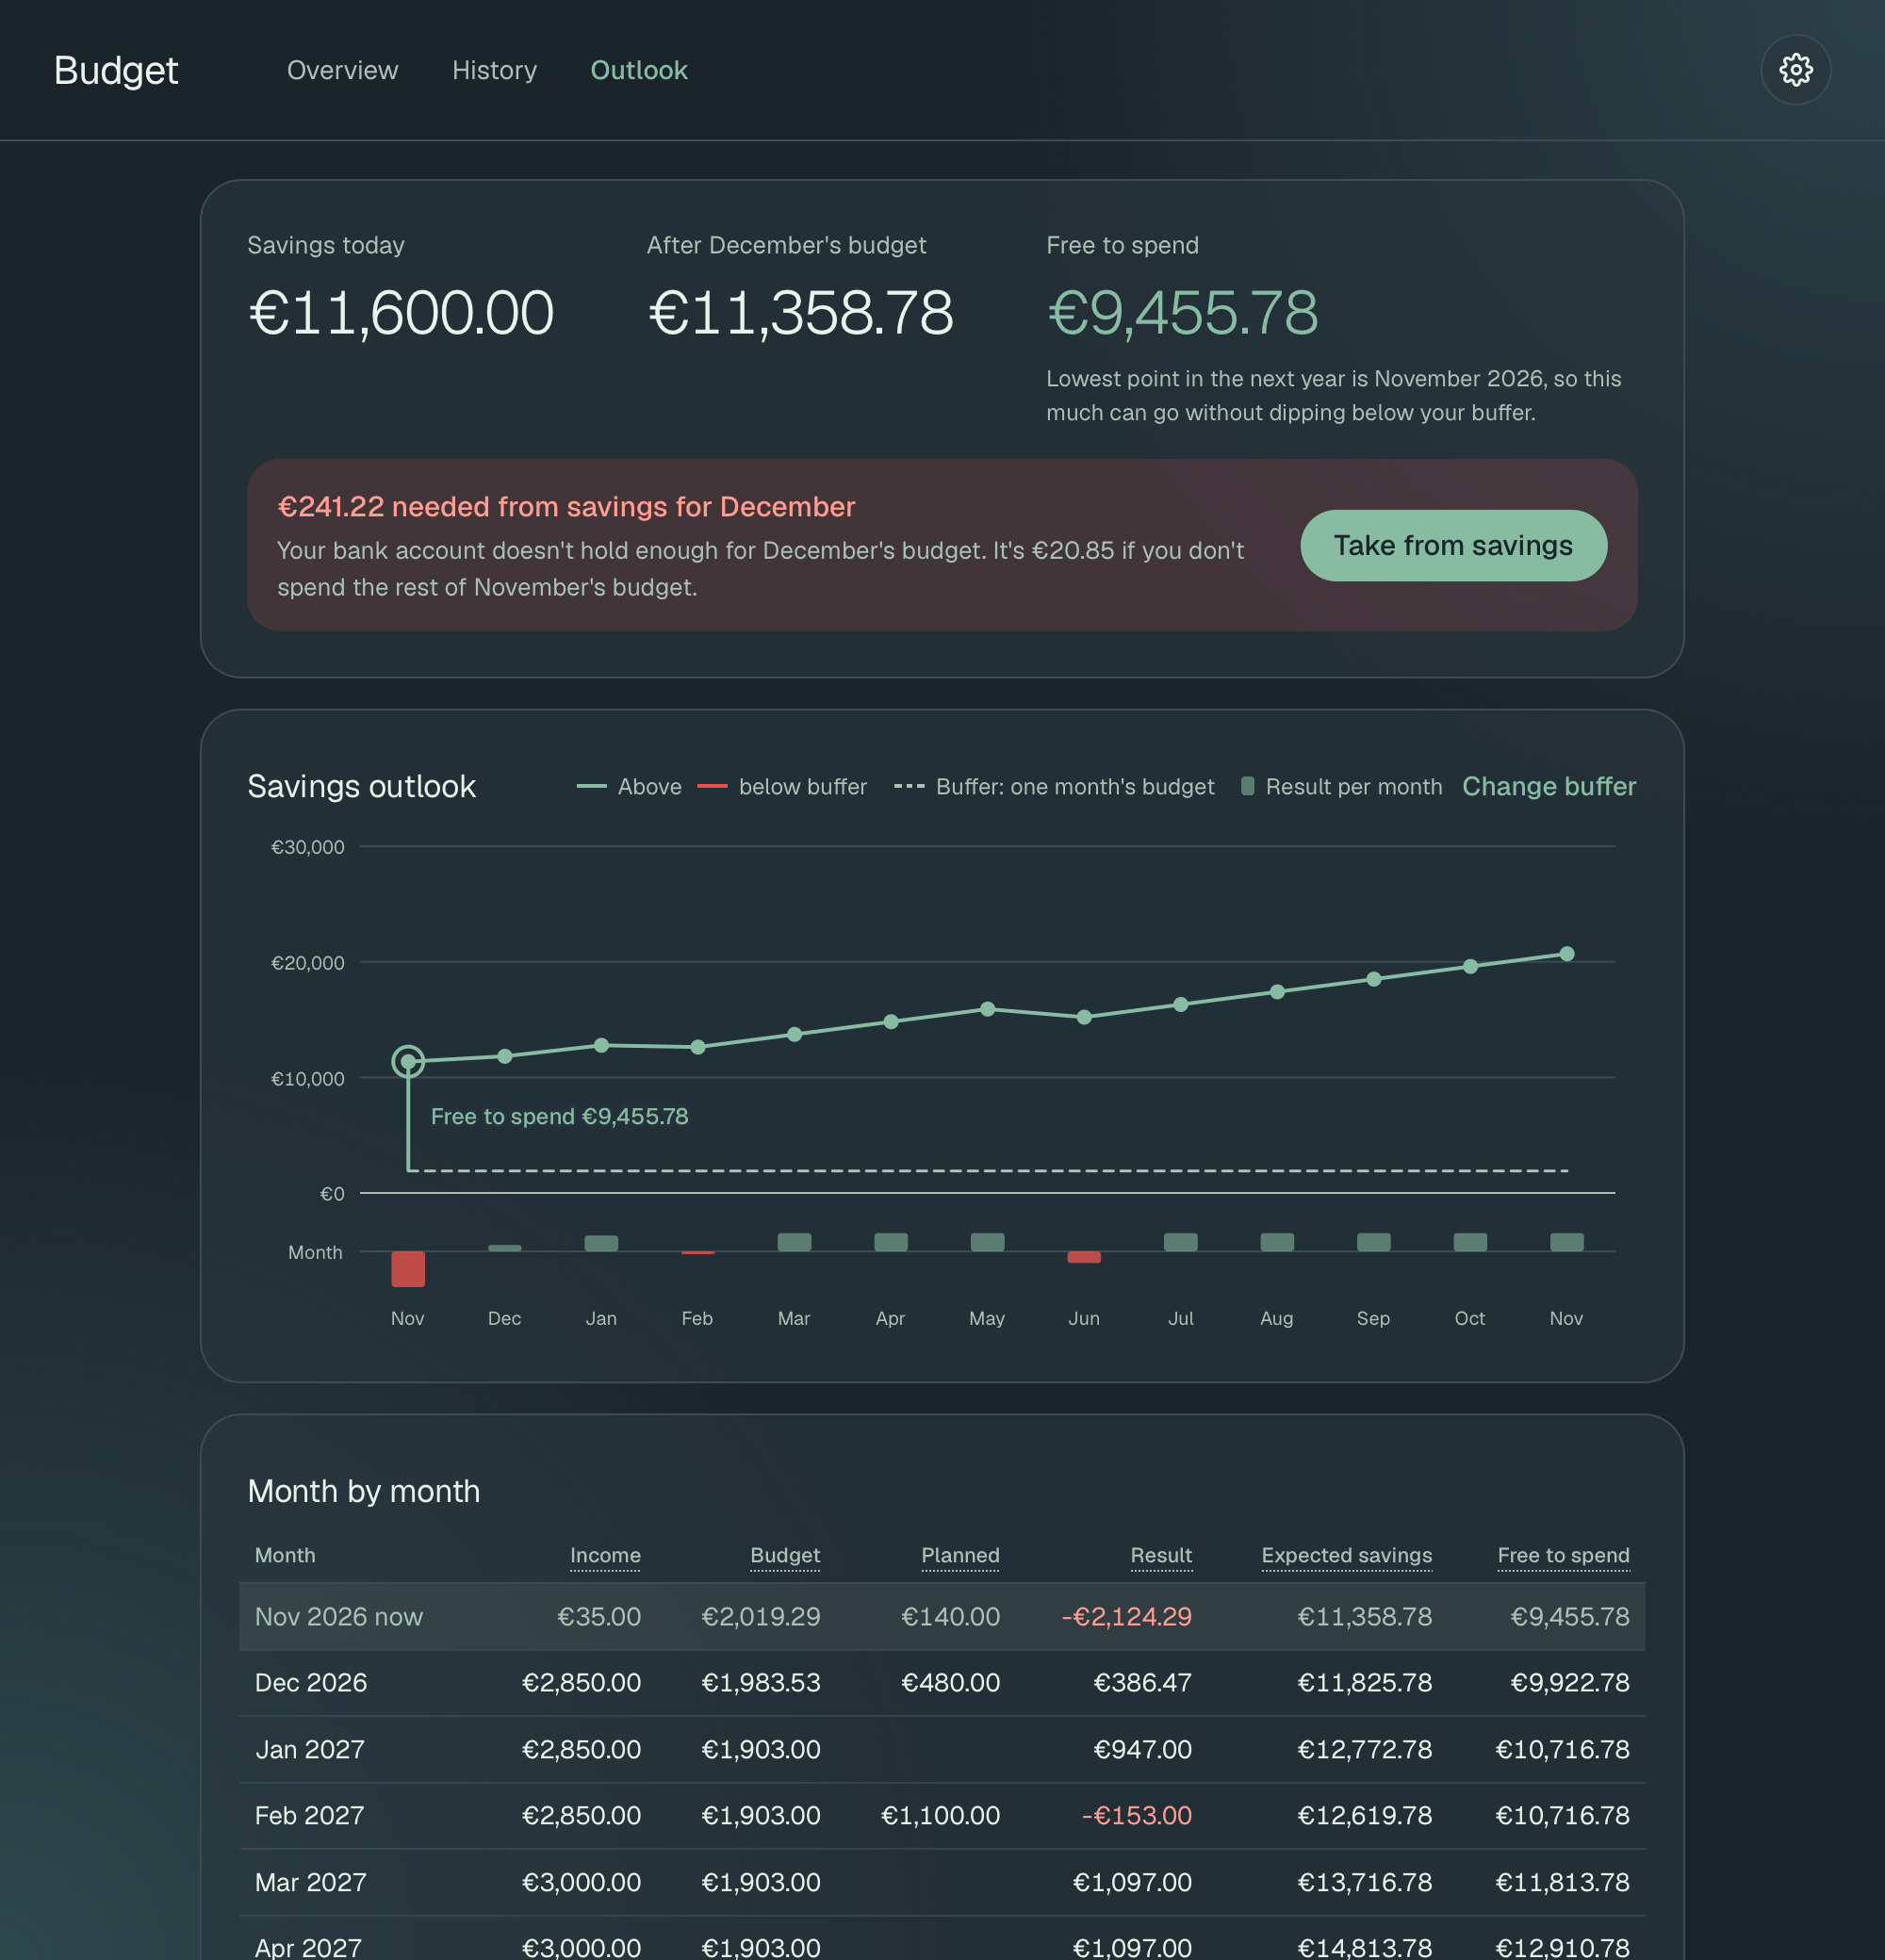 Budget
Overview
History
Outlook
Savings today
After December's budget
Free to spend
€11,600.00
€11,358.78
€9,455.78
Lowest point in the next year is November 2026, so this
much can go without dipping below your buffer.
€241.22 needed from savings for December
Your bank account doesn't hold enough for December's budget. It's €20.85 if you don't
spend the rest of November's budget.
Take from savings
Savings outlook
Above
below buffer
Buffer: one month's budget
Result per month
Change buffer
€30,000
€20,000
€10,000
Free to spend €9,455.78
€0
Month
Nov Dec Jan Feb Mar Apr May Jun Jul Aug Sep Oct Nov
Month by month
Month Income Budget Planned Result Expected savings Free to spend
Nov 2026 now €35.00 €2,019.29 €140.00 -€2,124.29 €11,358.78 €9,455.78
Dec 2026 €2,850.00 €1,983.53 €480.00 €386.47 €11,825.78 €9,922.78
Jan 2027 €2,850.00 €1,903.00 €947.00 €12,772.78 €10,716.78
Feb 2027 €2,850.00 €1,903.00 €1,100.00 -€153.00 €12,619.78 €10,716.78
Mar 2027 €3,000.00 €1,903.00 €1,097.00 €13,716.78 €11,813.78
Apr 2027 €3,000.00 €1,903.00 €1,097.00 €14,813.78 €12,910.78